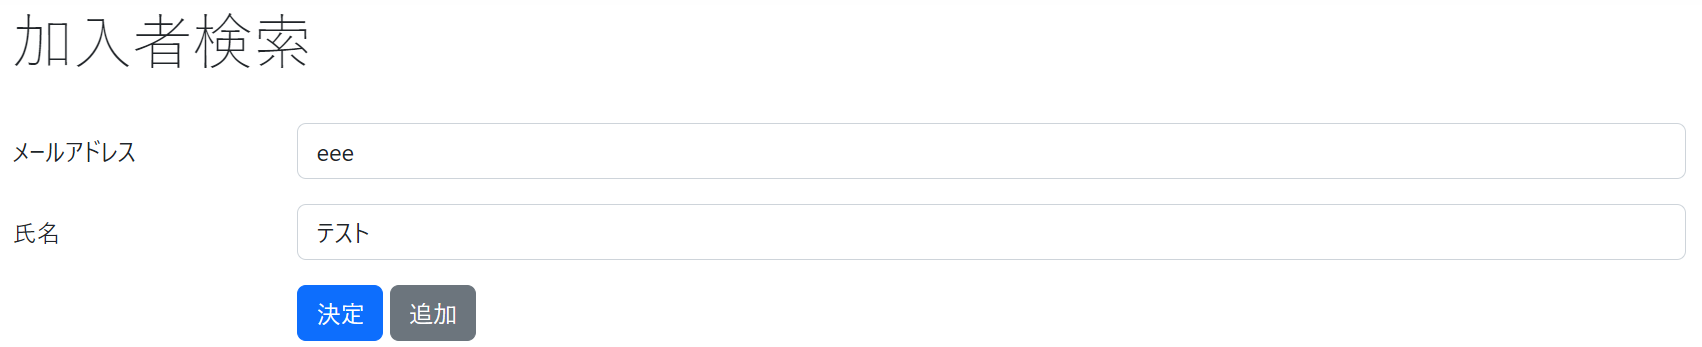 加入者検索
メールアドレス
eee
氏名
テスト
決定 追加